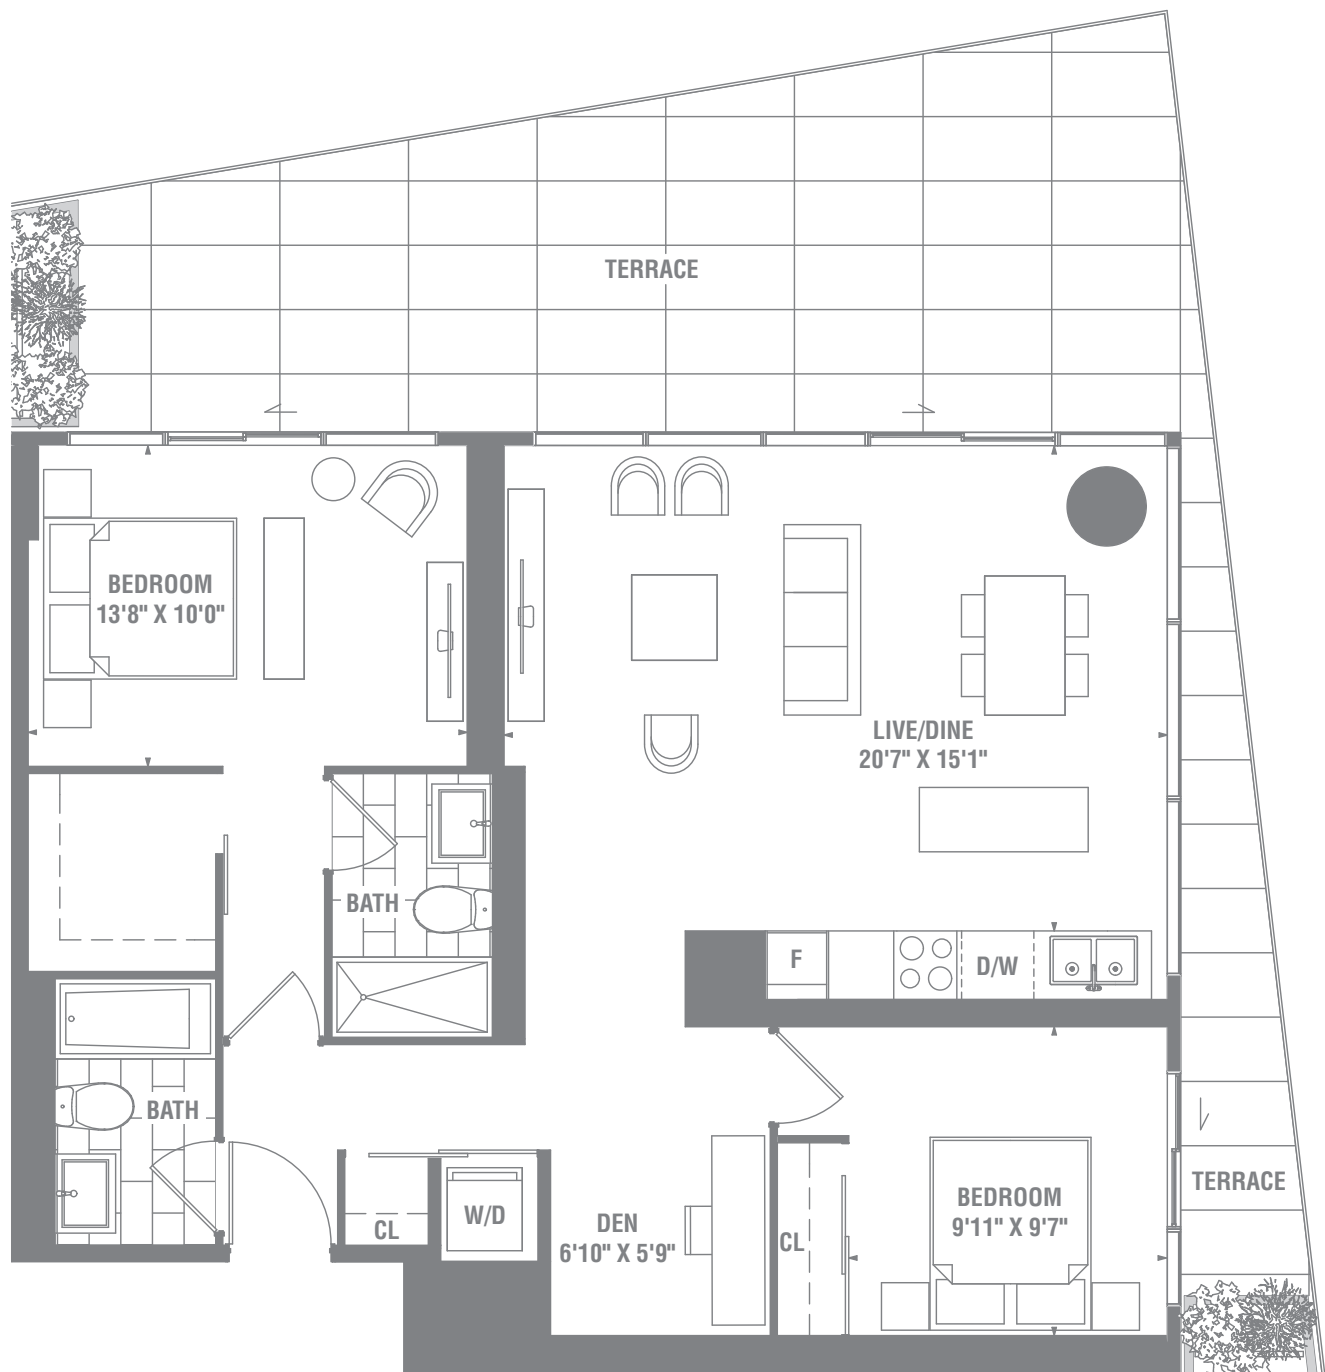 TERRACE
BEDROOM
13'8" X 10'0"
LIVE/DINE
20'7" X 15'1"
BATH
F
D/W
BATH
CL
W/D
DEN
6'10" X 5'9"
CL
BEDROOM
9'11" X 9'7"
TERRACE